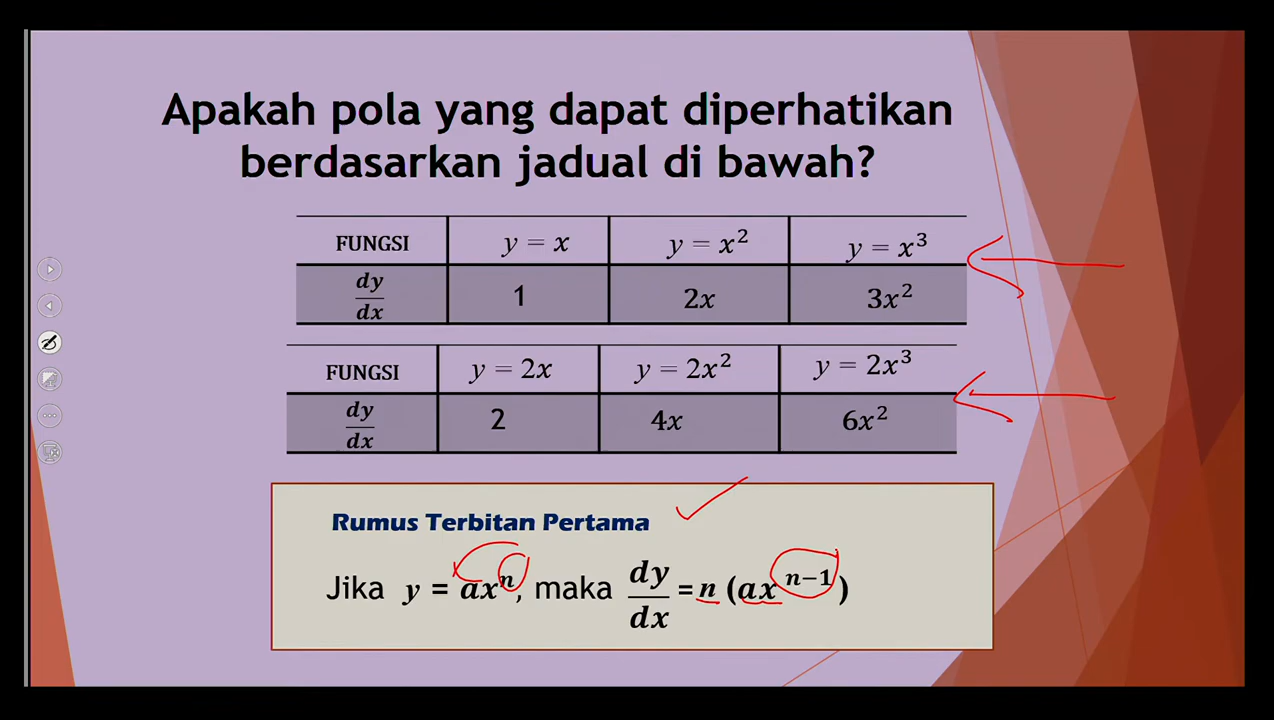 Apakah pola yang dapat diperhatikan
berdasarkan jadual di bawah?
FUNGSI y = x y = x² y = x³
dy/dx 1 2x 3x²
FUNGSI y = 2x y = 2x² y = 2x³
dy/dx 2 4x 6x²
Rumus Terbitan Pertama
Jika y = axⁿ, maka dy/dx = n (ax ⁿ⁻¹)